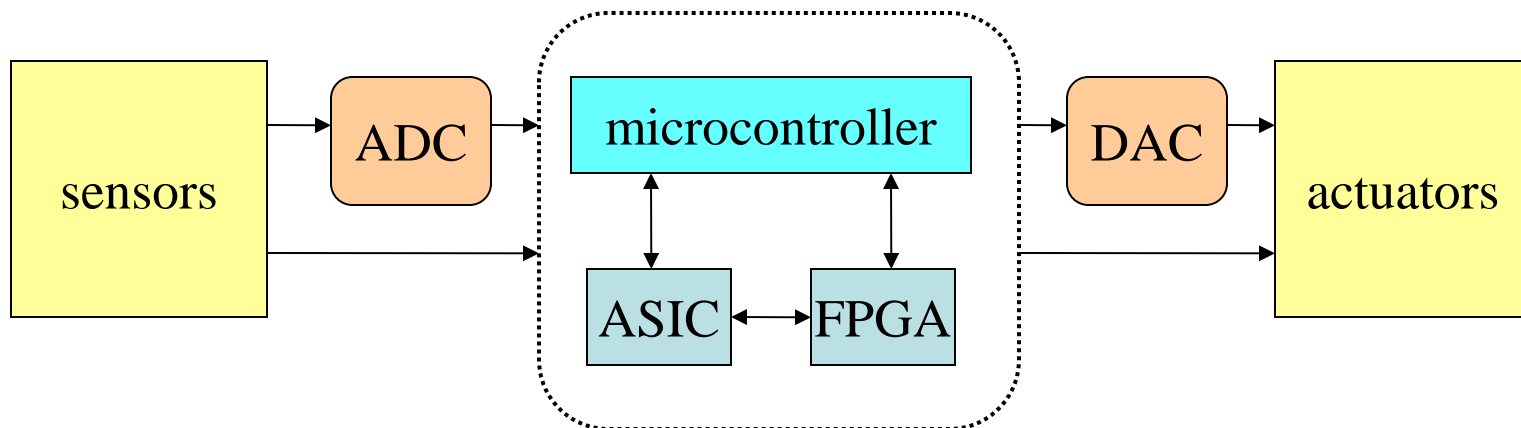 sensors
ADC
microcontroller
ASIC
FPGA
DAC
actuators